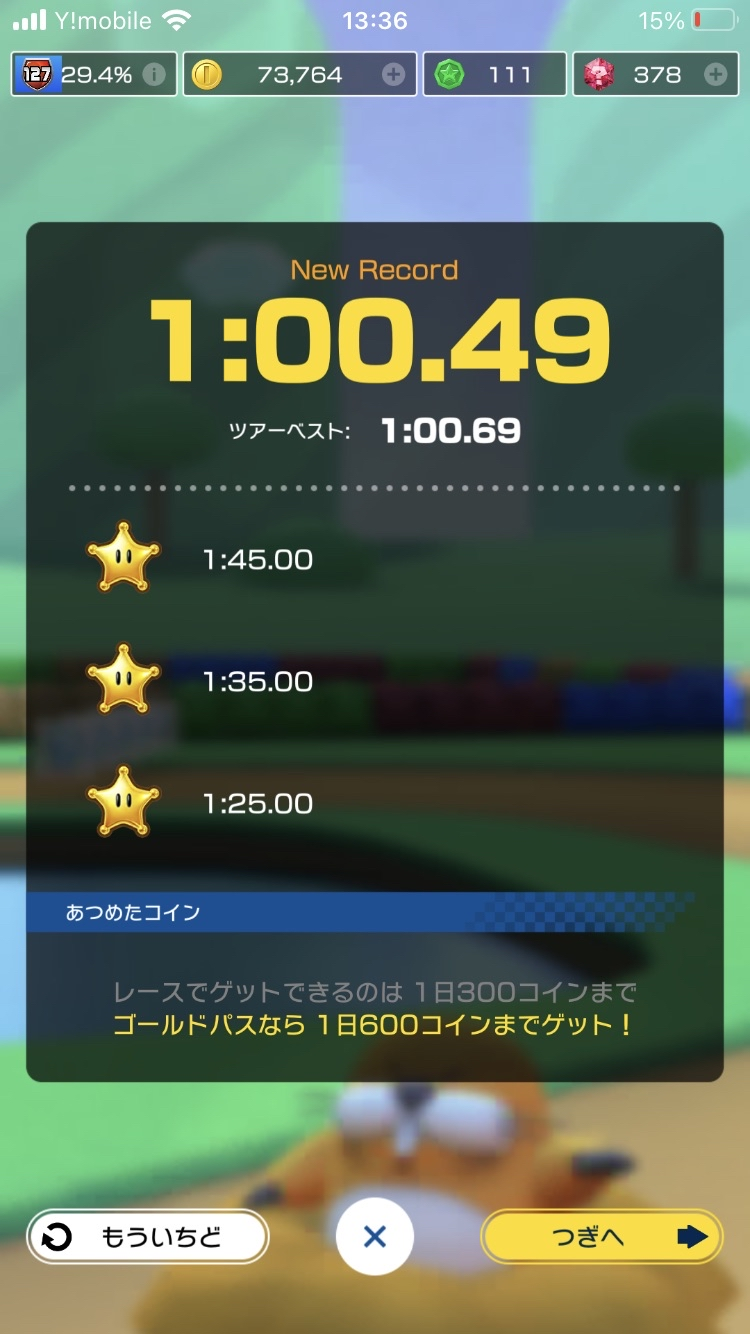 Y!mobile 13:36 15%
127 29.4% i 73,764 + 111 ? 378 +
New Record
1:00.49
ツアーベスト: 1:00.69
1:45.00
1:35.00
1:25.00
あつめたコイン
レースでゲットできるのは 1日300コインまで
ゴールドパスなら 1日600コインまでゲット！
もういちど × つぎへ